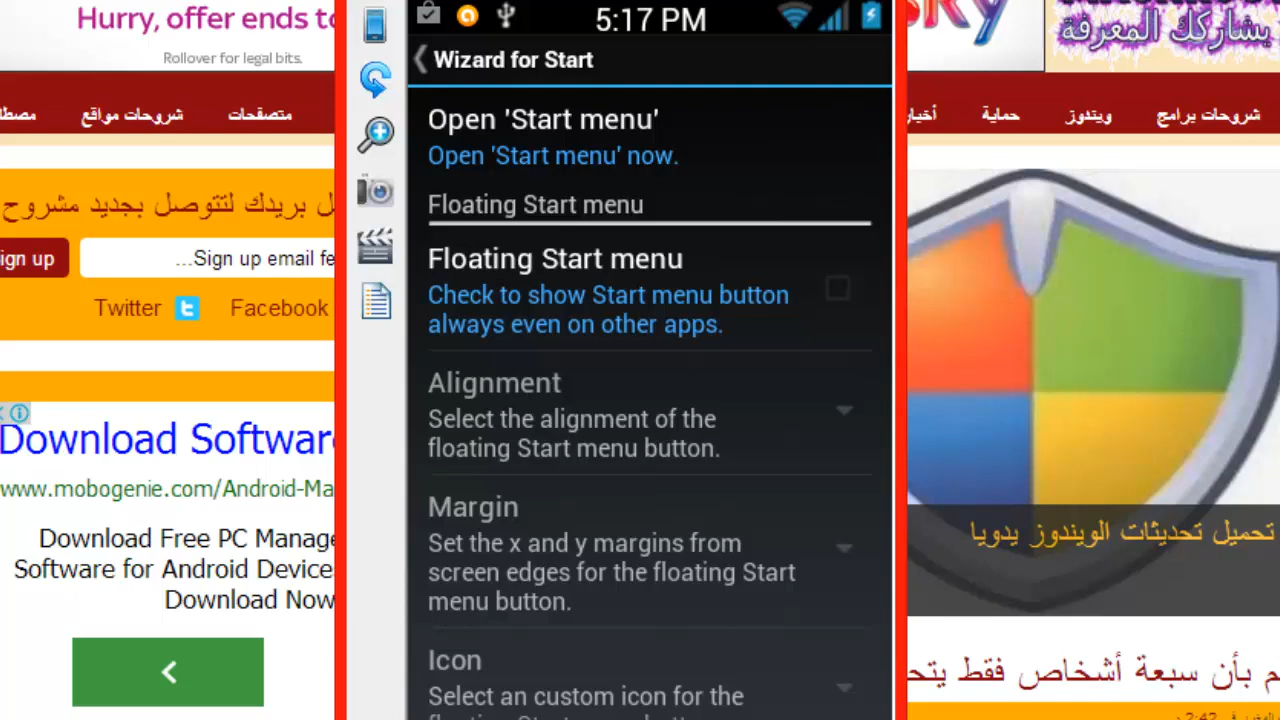 Hurry, offer ends to
Rollover for legal bits.
متصفحات
شروحات مواقع
ل بريدك لتتوصل بجديد مشروح
ign up
Sign up email fe...
Twitter
Facebook
Download Softwar
www.mobogenie.com/Android-Ma
Download Free PC Manage
Software for Android Device
Download Now
5:17 PM
Wizard for Start
Open 'Start menu'
Open 'Start menu' now.
Floating Start menu
Floating Start menu
Check to show Start menu button
always even on other apps.
Alignment
Select the alignment of the
floating Start menu button.
Margin
Set the x and y margins from
screen edges for the floating Start
menu button.
Icon
Select an custom icon for the
sky
يشاركك المعرفة
شروحات برامج
ويندوز
حماية
أخبار
تحميل تحديثات الويندوز يدويا
م بأن سبعة أشخاص فقط يتح